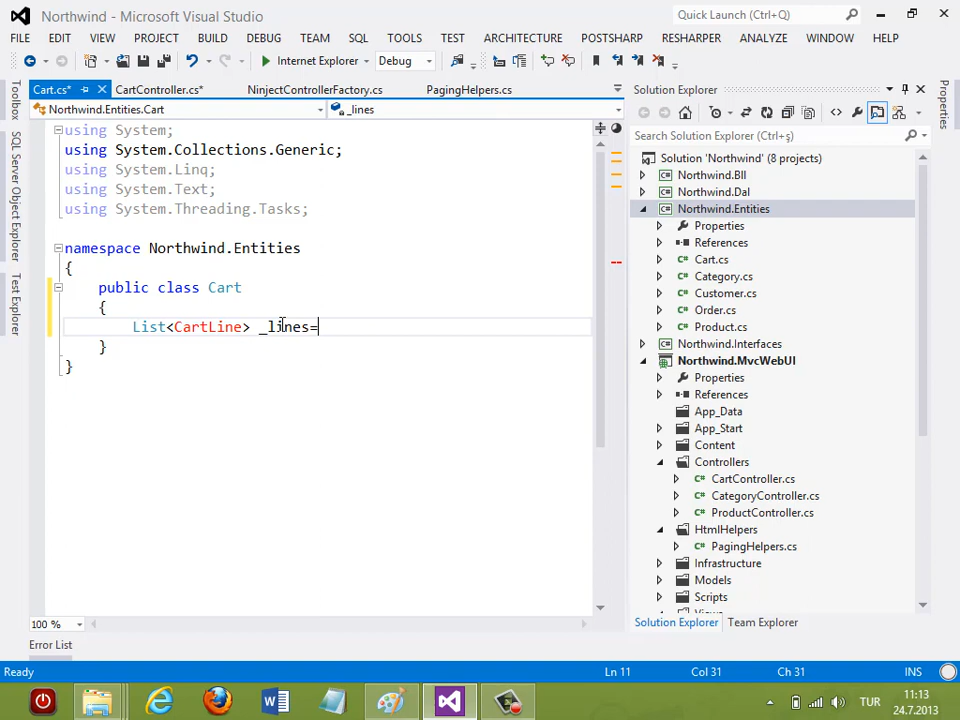 Northwind - Microsoft Visual Studio
Quick Launch (Ctrl+Q)
FILE EDIT VIEW PROJECT BUILD DEBUG TEAM SQL TOOLS TEST ARCHITECTURE POSTSHARP RESHARPER ANALYZE WINDOW HELP
Internet Explorer Debug
Cart.cs* CartController.cs* NinjectControllerFactory.cs PagingHelpers.cs
Northwind.Entities.Cart _lines
using System;
using System.Collections.Generic;
using System.Linq;
using System.Text;
using System.Threading.Tasks;
namespace Northwind.Entities
{
public class Cart
{
List<CartLine> _lines=
}
}
100 %
Toolbox
SQL Server Object Explorer
Test Explorer
Solution Explorer
Search Solution Explorer (Ctrl+ş)
Solution 'Northwind' (8 projects)
Northwind.Bll
Northwind.Dal
Northwind.Entities
Properties
References
Cart.cs
Category.cs
Customer.cs
Order.cs
Product.cs
Northwind.Interfaces
Northwind.MvcWebUI
Properties
References
App_Data
App_Start
Content
Controllers
CartController.cs
CategoryController.cs
ProductController.cs
HtmlHelpers
PagingHelpers.cs
Infrastructure
Models
Scripts
Views
Solution Explorer Team Explorer
Properties
Error List
Ready Ln 11 Col 31 Ch 31 INS
TUR
11:13
24.7.2013